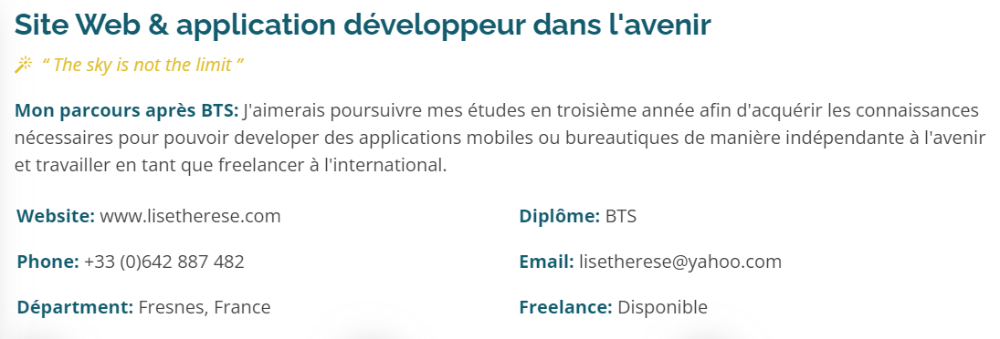 Site Web & application développeur dans l'avenir
“ The sky is not the limit ”
Mon parcours après BTS: J'aimerais poursuivre mes études en troisième année afin d'acquérir les connaissances
nécessaires pour pouvoir developer des applications mobiles ou bureautiques de manière indépendante à l'avenir
et travailler en tant que freelancer à l'international.
Website: www.lisetherese.com
Diplôme: BTS
Phone: +33 (0)642 887 482
Email: lisetherese@yahoo.com
Départment: Fresnes, France
Freelance: Disponible